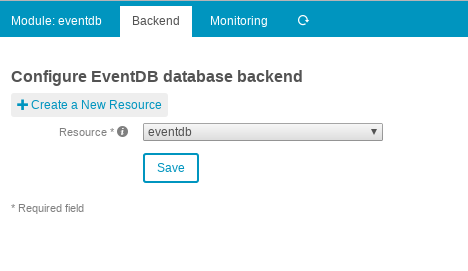 Module: eventdb Backend Monitoring
Configure EventDB database backend
Create a New Resource
Resource * eventdb
Save
* Required field